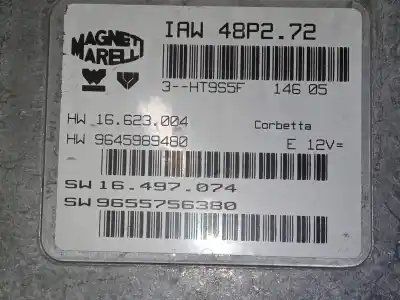 MAGNETI
MARELLI
IAW 48P2.72
3--HT9S5F 146 05
HW 16.623.004 Corbetta
HW 9645989480 E 12V=
SW 16.497.074
SW 9655756380